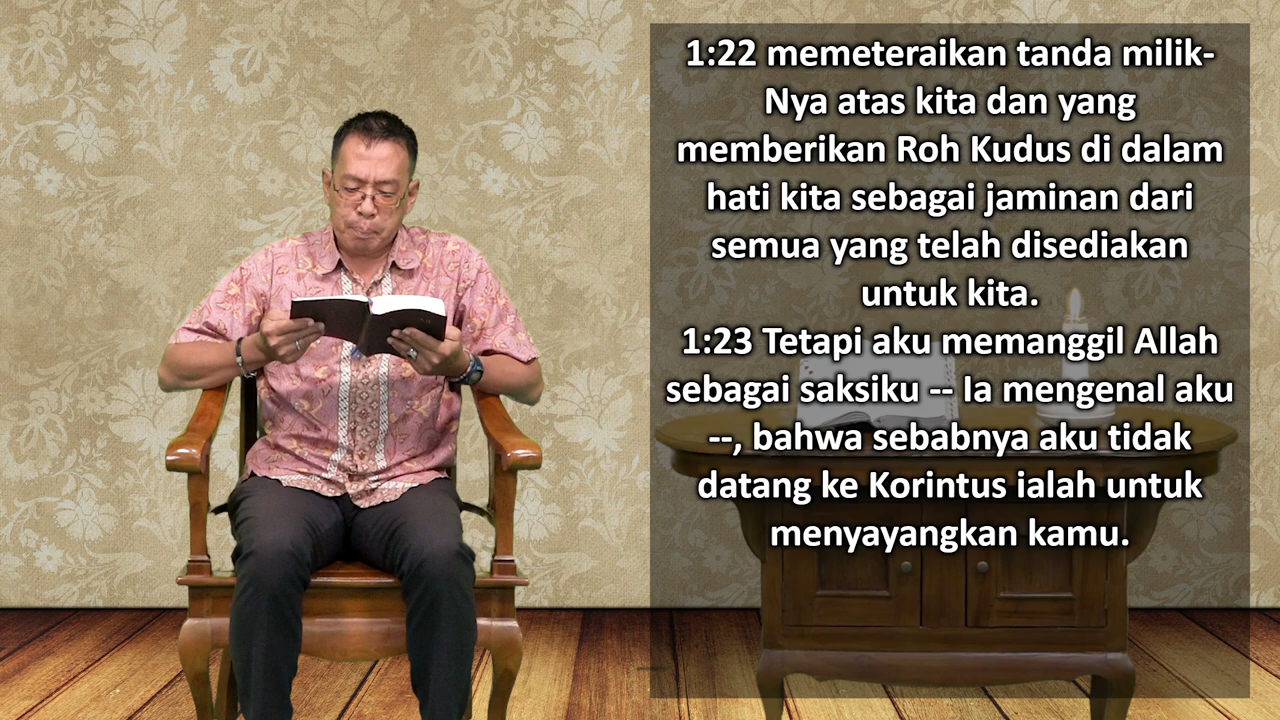 1:22 memeteraikan tanda milik-
Nya atas kita dan yang
memberikan Roh Kudus di dalam
hati kita sebagai jaminan dari
semua yang telah disediakan
untuk kita.
1:23 Tetapi aku memanggil Allah
sebagai saksiku -- Ia mengenal aku
--, bahwa sebabnya aku tidak
datang ke Korintus ialah untuk
menyayangkan kamu.